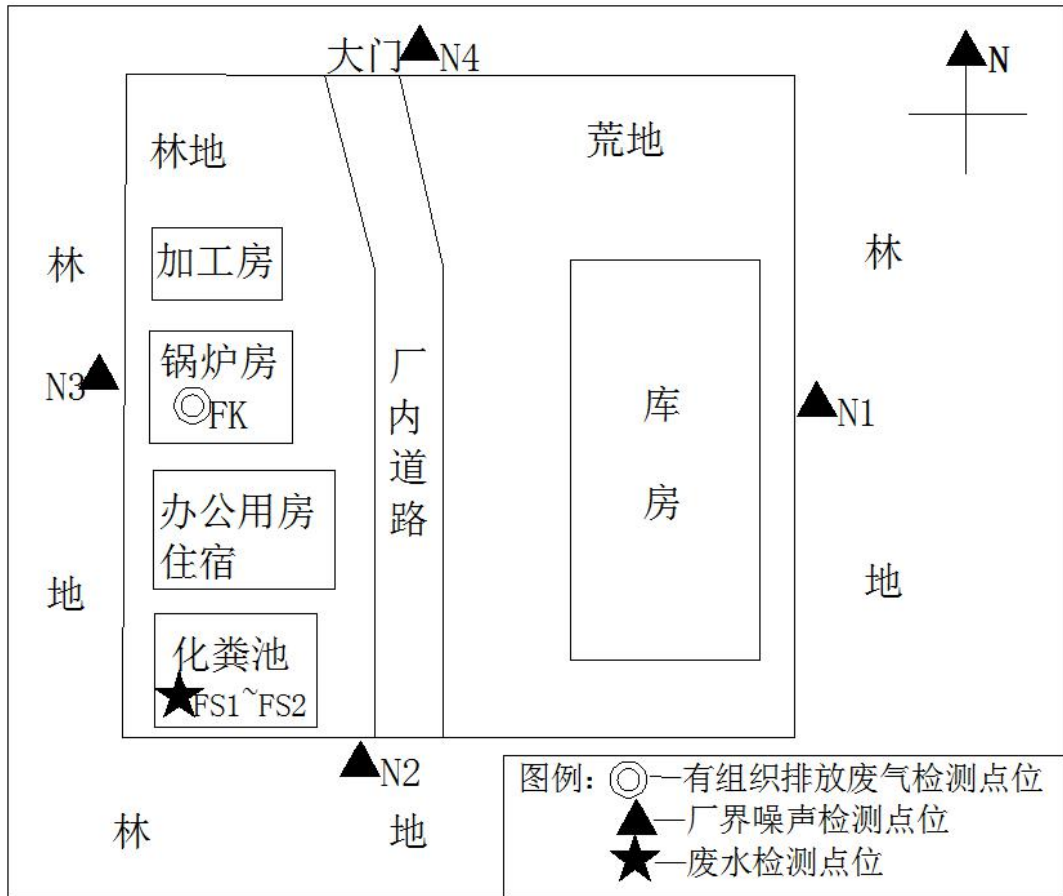 大门
N4
N
林地
荒地
林
地
加工房
林
地
锅炉房
FK
N3
厂内道路
库房
N1
办公用房
住宿
化粪池
FS1~FS2
N2
林 地
图例：◎—有组织排放废气检测点位
▲—厂界噪声检测点位
★—废水检测点位